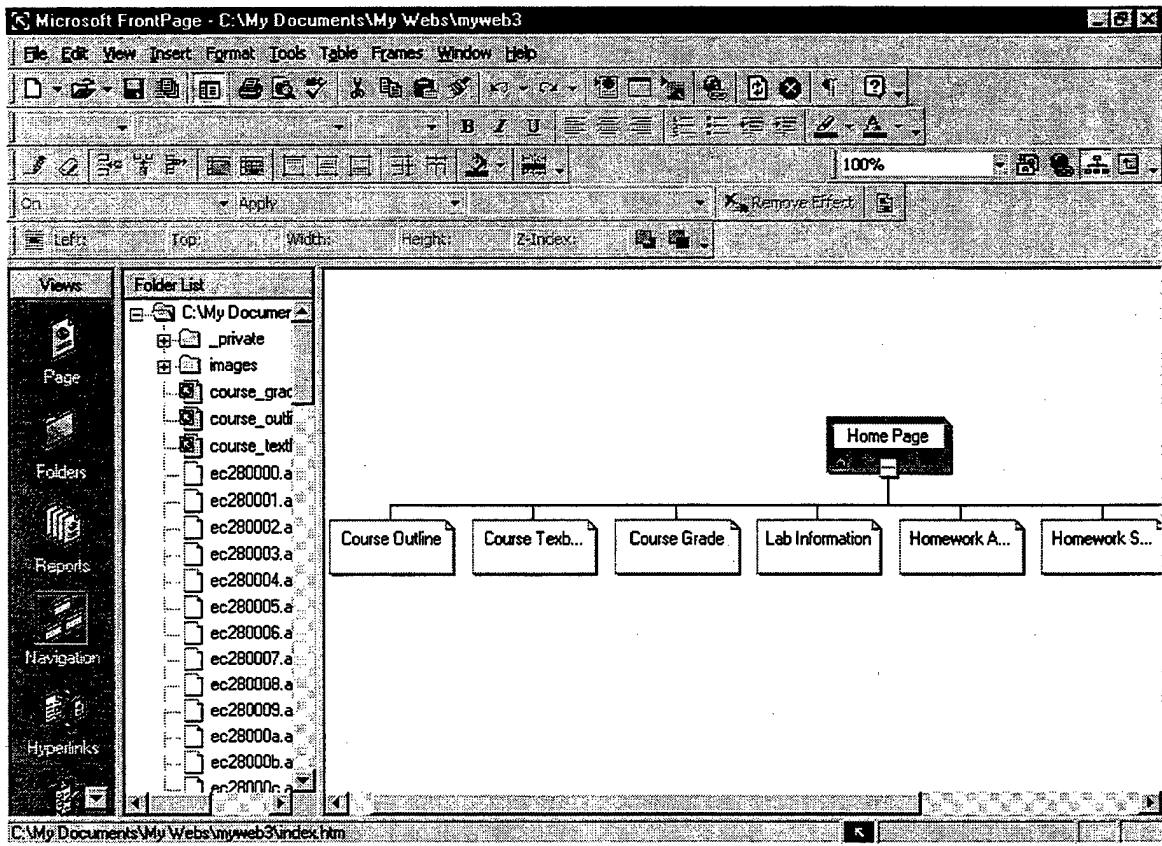 Microsoft FrontPage - C:\My Documents\My Webs\myweb3
File Edit View Insert Format Tools Table Frames Window Help
B I U A
100%
On Apply Remove Effect
Left: Top: Width: Height: Z-Index:
Views
Page
Folders
Reports
Navigation
Hyperlinks
Folder List
C:\My Documer
_private
images
course_grac
course_outli
course_textl
ec280000.a
ec280001.a
ec280002.a
ec280003.a
ec280004.a
ec280005.a
ec280006.a
ec280007.a
ec280008.a
ec280009.a
ec28000a.a
ec28000b.a
ec28000c.a
Home Page
Course Outline Course Texb... Course Grade Lab Information Homework A... Homework S...
C:\My Documents\My Webs\myweb3\index.htm